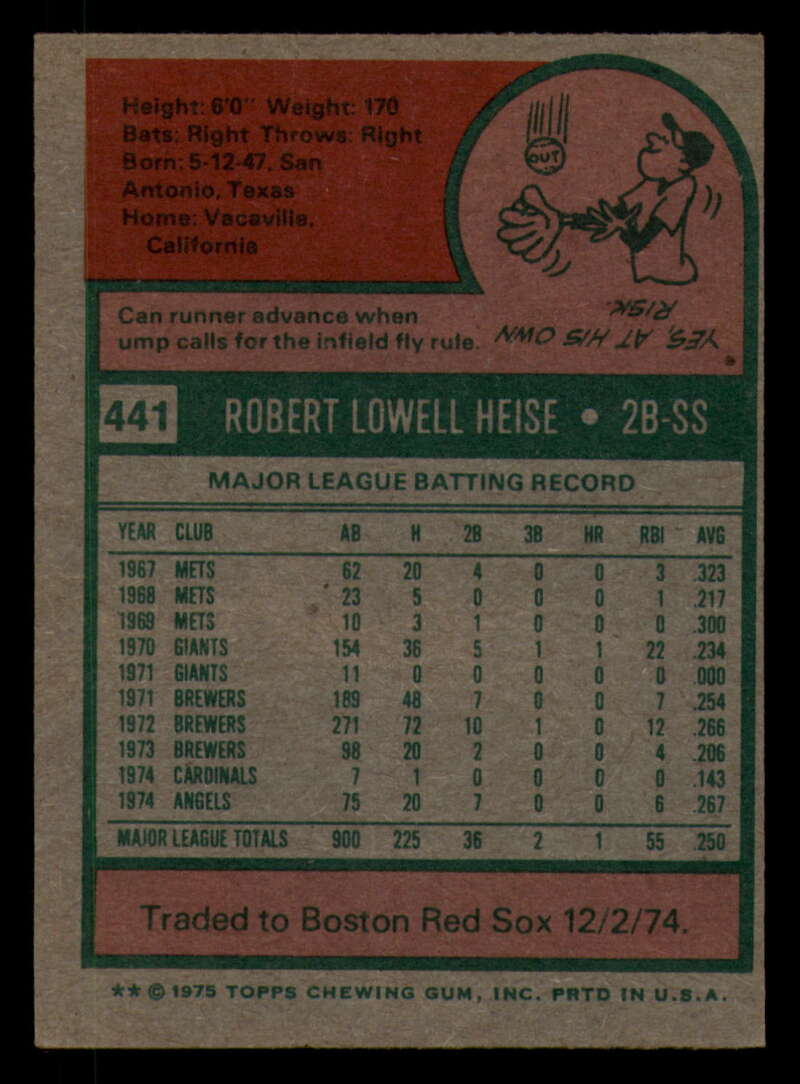 Height: 6'0" Weight: 170
Bats: Right Throws: Right
Born: 5-12-47, San
Antonio, Texas
Home: Vacaville,
California
OUT
Can runner advance when
ump calls for the infield fly rule.
YES, AT HIS OWN
RISK.
441 ROBERT LOWELL HEISE • 2B-SS
MAJOR LEAGUE BATTING RECORD
YEAR CLUB AB H 2B 3B HR RBI AVG
1967 METS 62 20 4 0 0 3 .323
1968 METS 23 5 0 0 0 1 .217
1969 METS 10 3 1 0 0 0 .300
1970 GIANTS 154 36 5 1 1 22 .234
1971 GIANTS 11 0 0 0 0 0 .000
1971 BREWERS 189 48 7 0 0 7 .254
1972 BREWERS 271 72 10 1 0 12 .266
1973 BREWERS 98 20 2 0 0 4 .206
1974 CARDINALS 7 1 0 0 0 0 .143
1974 ANGELS 75 20 7 0 0 6 .267
MAJOR LEAGUE TOTALS 900 225 36 2 1 55 .250
Traded to Boston Red Sox 12/2/74.
** © 1975 TOPPS CHEWING GUM, INC. PRTD IN U.S.A.